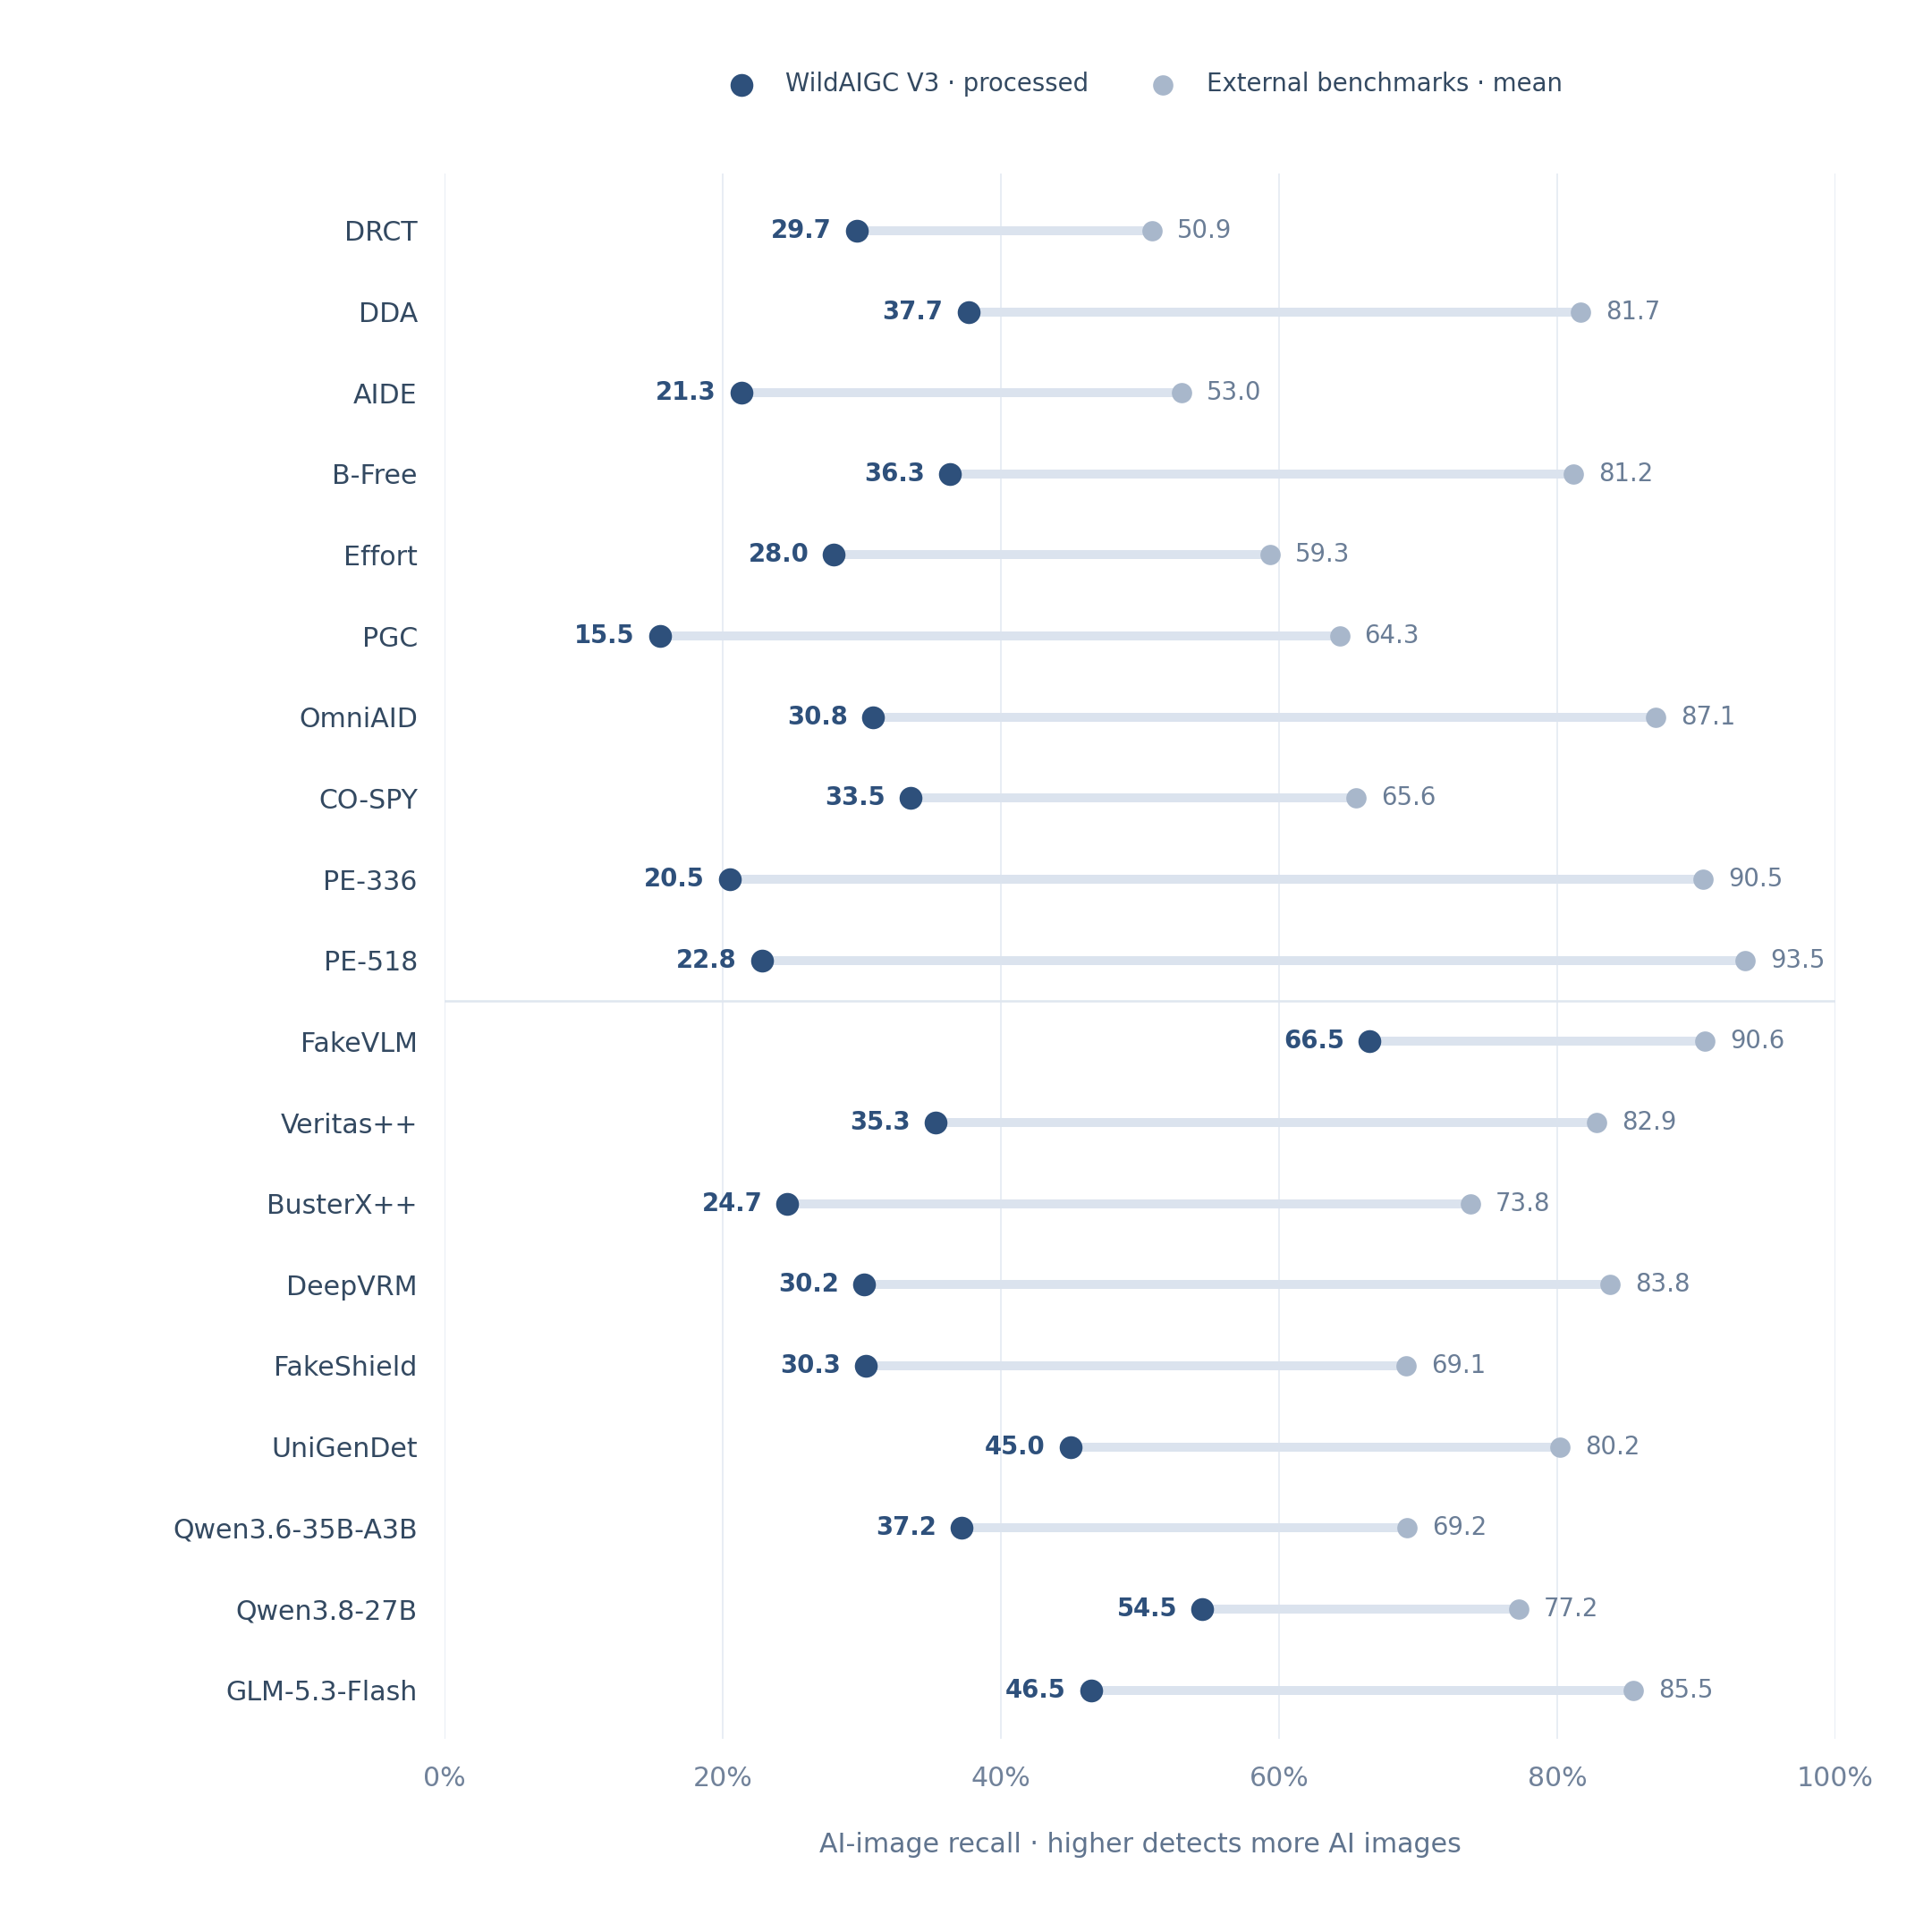 WildAIGC V3 · processed
External benchmarks · mean
DRCT 29.7 50.9
DDA 37.7 81.7
AIDE 21.3 53.0
B-Free 36.3 81.2
Effort 28.0 59.3
PGC 15.5 64.3
OmniAID 30.8 87.1
CO-SPY 33.5 65.6
PE-336 20.5 90.5
PE-518 22.8 93.5
FakeVLM 66.5 90.6
Veritas++ 35.3 82.9
BusterX++ 24.7 73.8
DeepVRM 30.2 83.8
FakeShield 30.3 69.1
UniGenDet 45.0 80.2
Qwen3.6-35B-A3B 37.2 69.2
Qwen3.8-27B 54.5 77.2
GLM-5.3-Flash 46.5 85.5
0% 20% 40% 60% 80% 100%
AI-image recall · higher detects more AI images